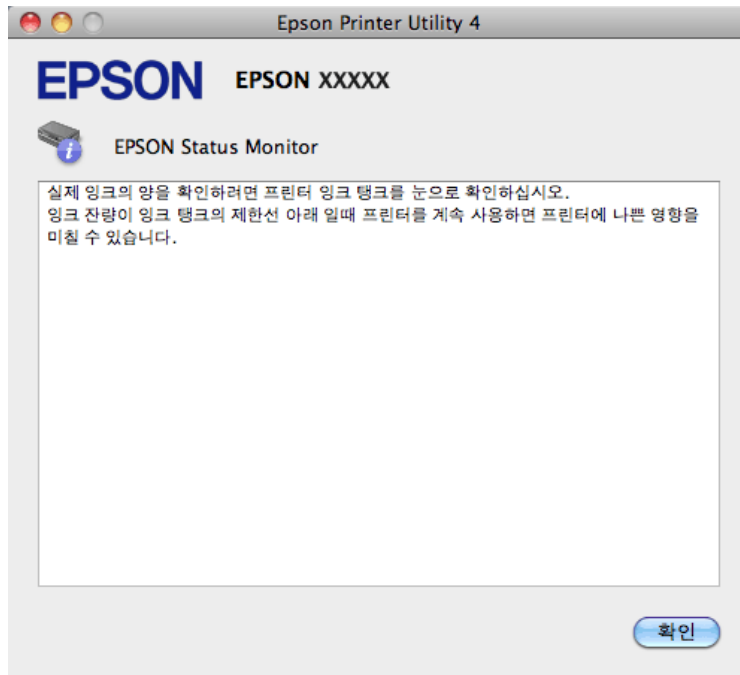 Epson Printer Utility 4
EPSON EPSON XXXXX
EPSON Status Monitor
실제 잉크의 양을 확인하려면 프린터 잉크 탱크를 눈으로 확인하십시오.
잉크 잔량이 잉크 탱크의 제한선 아래 일때 프린터를 계속 사용하면 프린터에 나쁜 영향을
미칠 수 있습니다.
확인